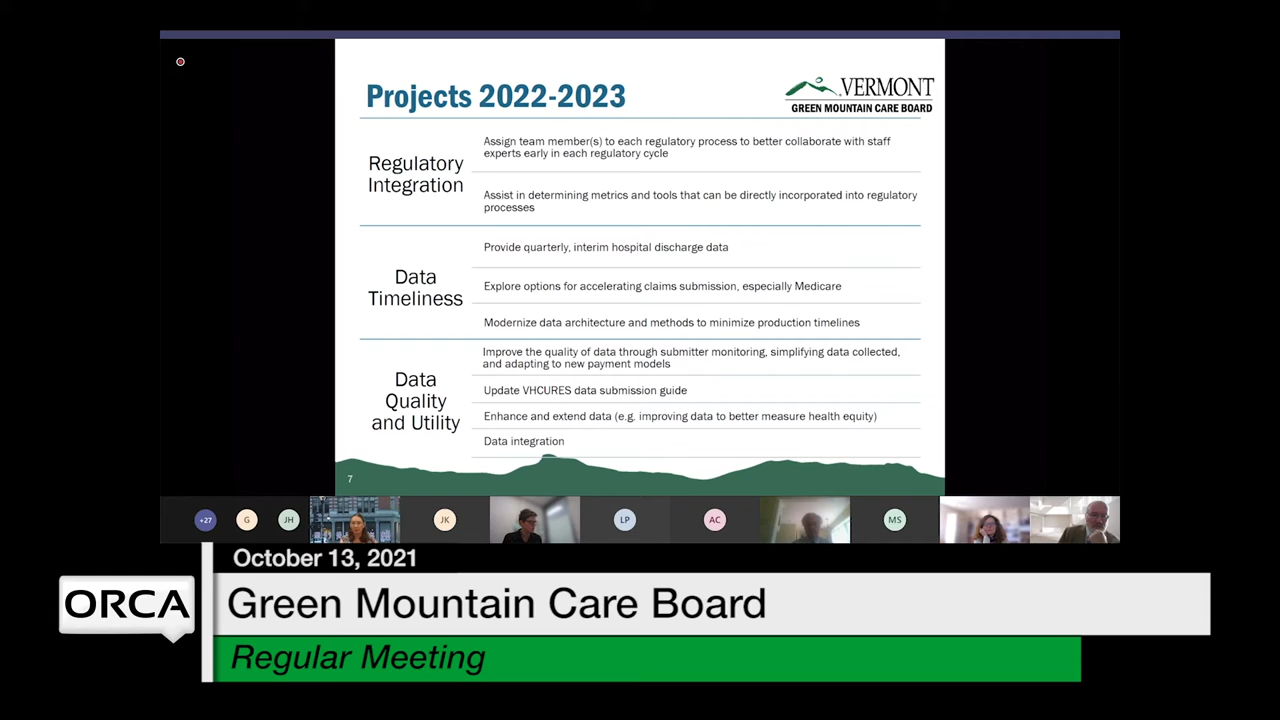 Projects 2022-2023
VERMONT
GREEN MOUNTAIN CARE BOARD
Regulatory
Integration
Assign team member(s) to each regulatory process to better collaborate with staff
experts early in each regulatory cycle
Assist in determining metrics and tools that can be directly incorporated into regulatory
processes
Data
Timeliness
Provide quarterly, interim hospital discharge data
Explore options for accelerating claims submission, especially Medicare
Modernize data architecture and methods to minimize production timelines
Data
Quality
and Utility
Improve the quality of data through submitter monitoring, simplifying data collected,
and adapting to new payment models
Update VHCURES data submission guide
Enhance and extend data (e.g. improving data to better measure health equity)
Data integration
7
+27
G
JH
JK
LP
AC
MS
October 13, 2021
ORCA
Green Mountain Care Board
Regular Meeting